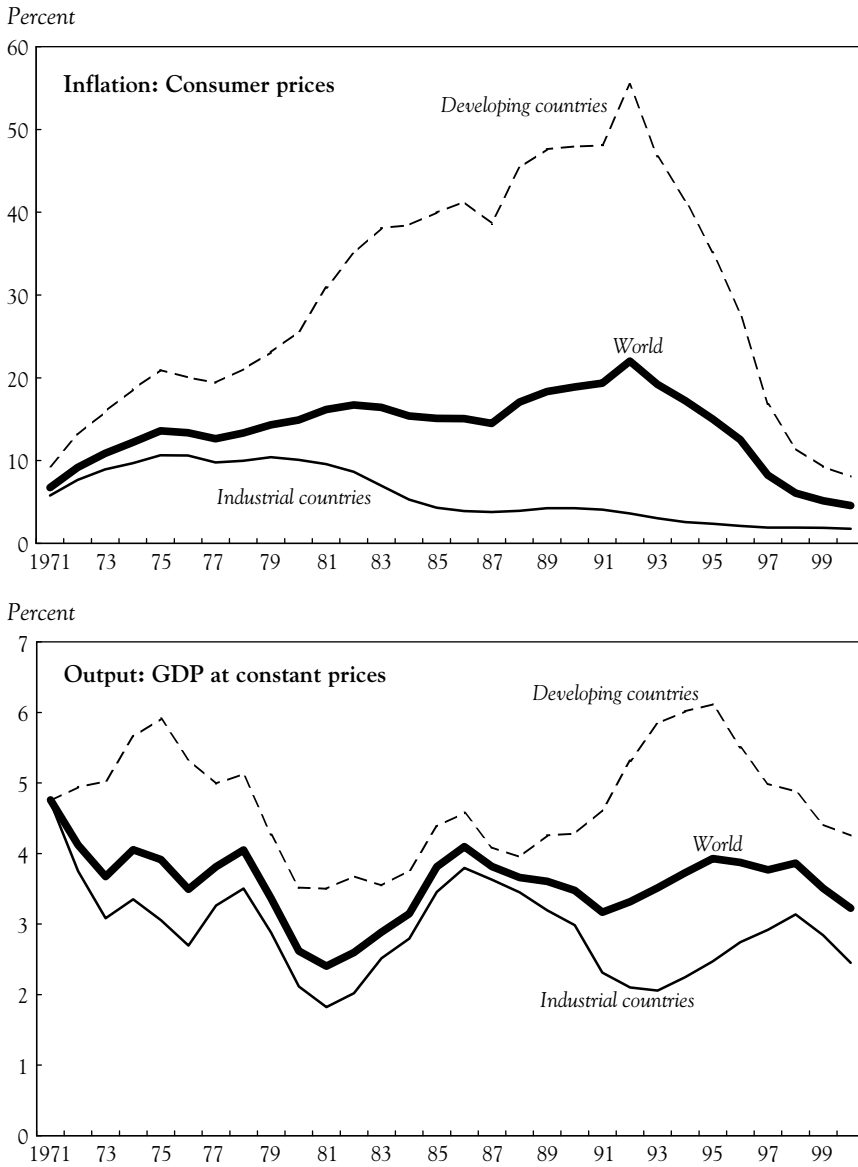 Percent
60
Inflation: Consumer prices
Developing countries
50
40
30
World
20
10
Industrial countries
0
1971 73 75 77 79 81 83 85 87 89 91 93 95 97 99
Percent
7
Output: GDP at constant prices
Developing countries
6
5
4
World
3
2
Industrial countries
1
0
1971 73 75 77 79 81 83 85 87 89 91 93 95 97 99